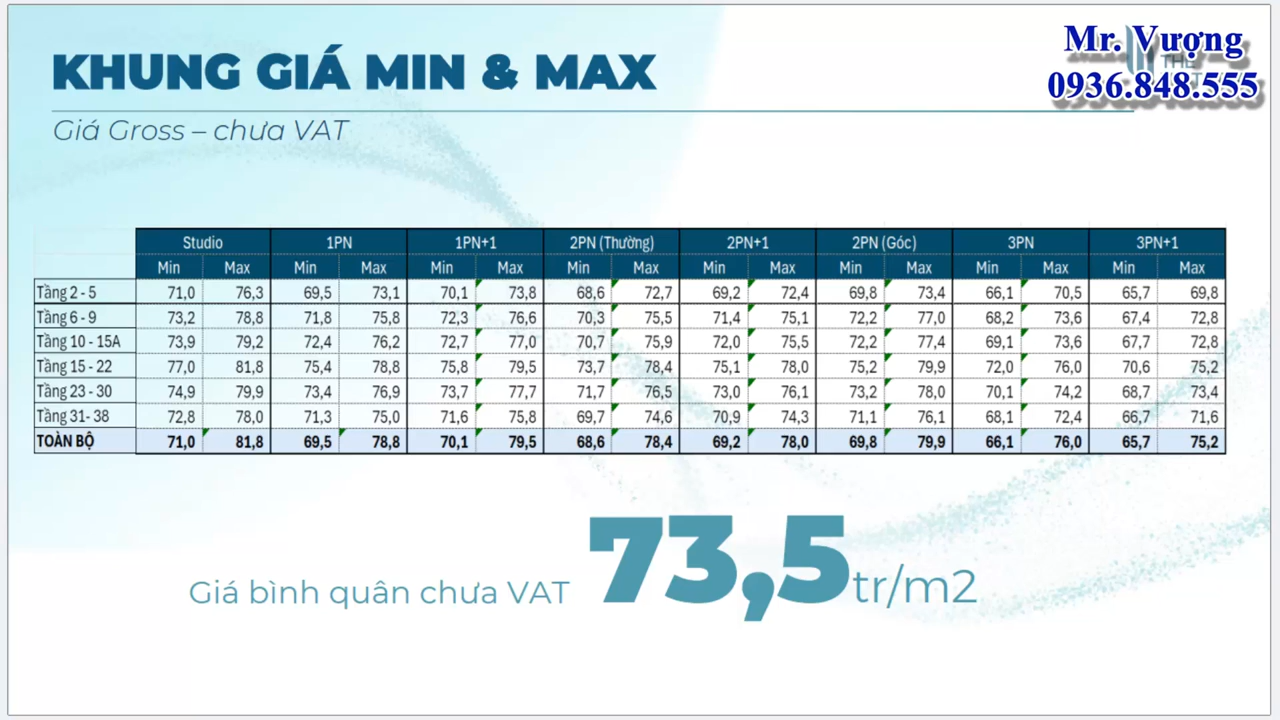 KHUNG GIÁ MIN & MAX
Mr. Vượng
0936.848.555
Giá Gross – chưa VAT
Studio 1PN 1PN+1 2PN (Thường) 2PN+1 2PN (Góc) 3PN 3PN+1
Min Max Min Max Min Max Min Max Min Max Min Max Min Max Min Max
Tầng 2 - 5 71,0 76,3 69,5 73,1 70,1 73,8 68,6 72,7 69,2 72,4 69,8 73,4 66,1 70,5 65,7 69,8
Tầng 6 - 9 73,2 78,8 71,8 75,8 72,3 76,6 70,3 75,5 71,4 75,1 72,2 77,0 68,2 73,6 67,4 72,8
Tầng 10 - 15A 73,9 79,2 72,4 76,2 72,7 77,0 70,7 75,9 72,0 75,5 72,2 77,4 69,1 73,6 67,7 72,8
Tầng 15 - 22 77,0 81,8 75,4 78,8 75,8 79,5 73,7 78,4 75,1 78,0 75,2 79,9 72,0 76,0 70,6 75,2
Tầng 23 - 30 74,9 79,9 73,4 76,9 73,7 77,7 71,7 76,5 73,0 76,1 73,2 78,0 70,1 74,2 68,7 73,4
Tầng 31- 38 72,8 78,0 71,3 75,0 71,6 75,8 69,7 74,6 70,9 74,3 71,1 76,1 68,1 72,4 66,7 71,6
TOÀN BỘ 71,0 81,8 69,5 78,8 70,1 79,5 68,6 78,4 69,2 78,0 69,8 79,9 66,1 76,0 65,7 75,2
Giá bình quân chưa VAT 73,5 tr/m2